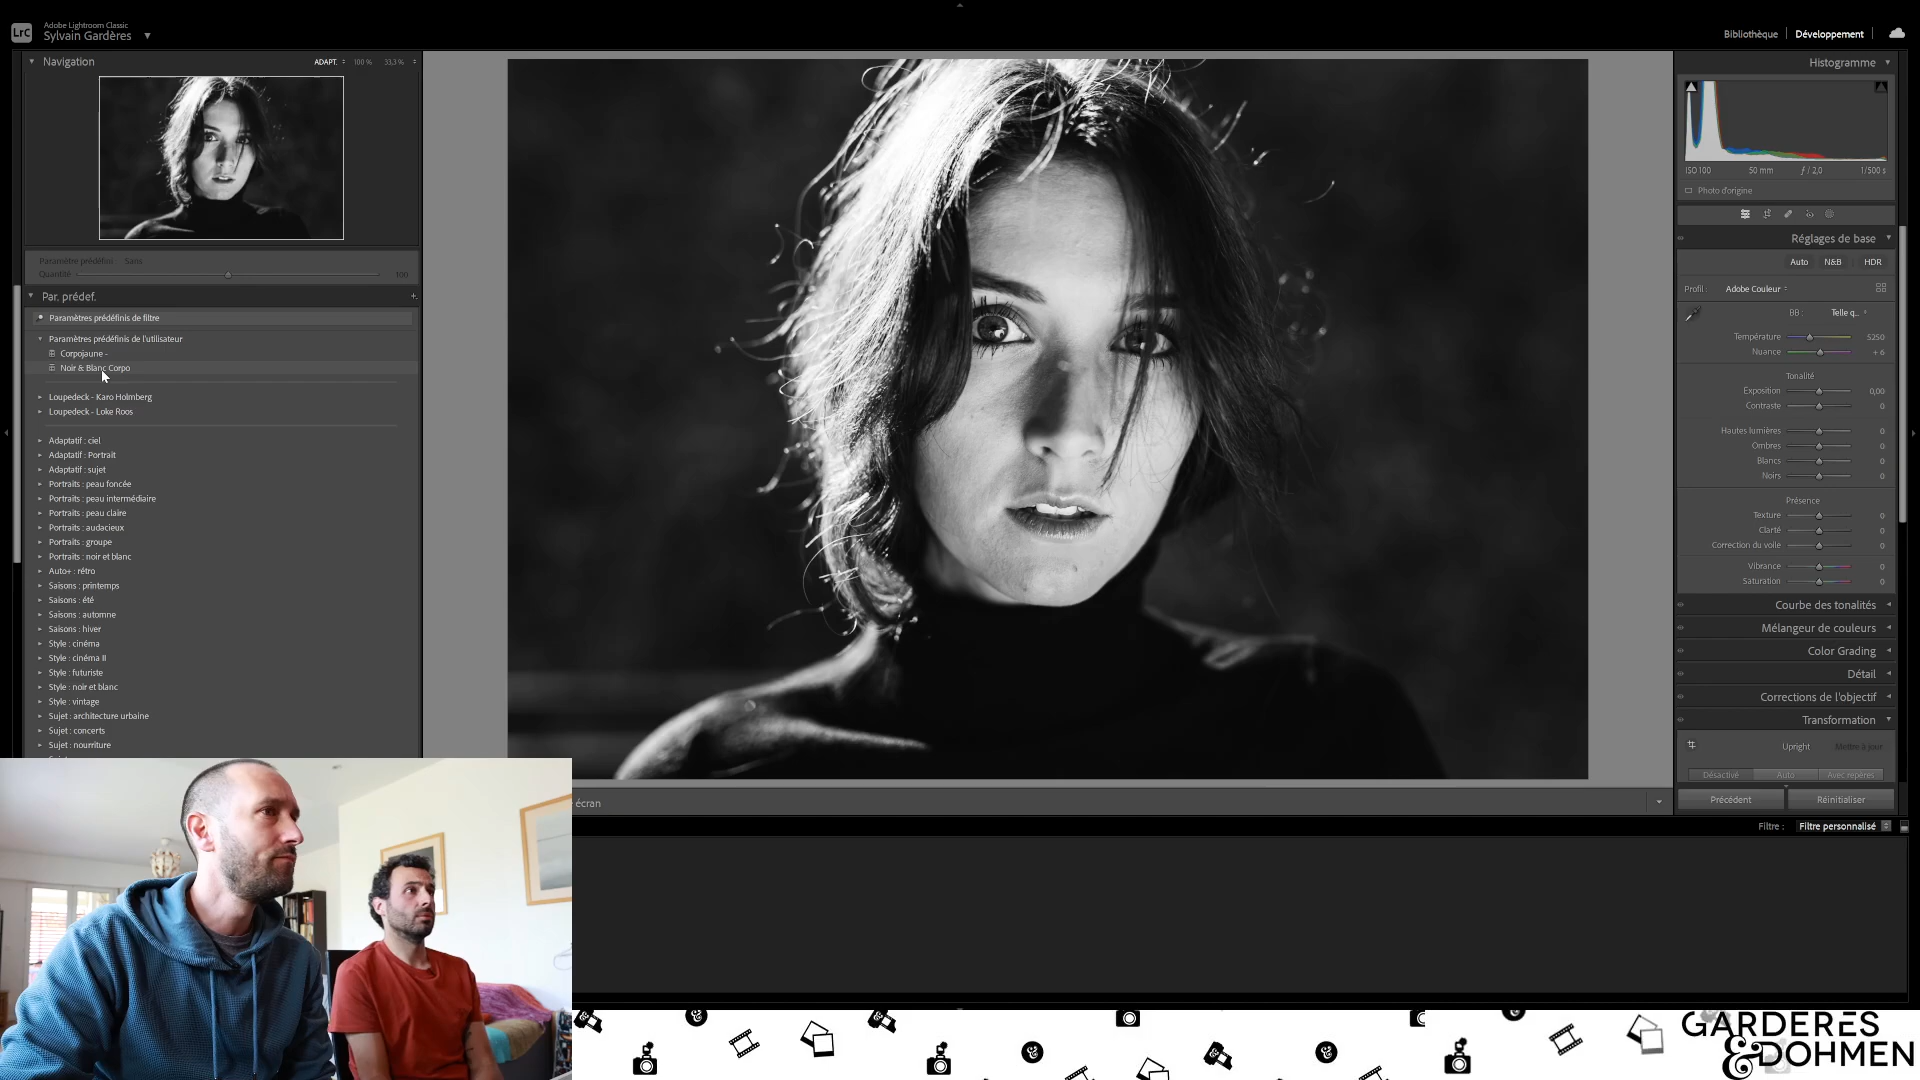 Adobe Lightroom Classic
LrC
Sylvain Gardères
Bibliothèque | Développement
Navigation
ADAPT. 100 % 33,3 %
Histogramme
ISO 100 50 mm ƒ / 2,0 1/500 s
Photo d'origine
Paramètre prédéfini Sans
Quantité 100
Par. prédéf.
Paramètres prédéfinis de filtre
Paramètres prédéfinis de l'utilisateur
Corpojaune -
Noir & Blanc Corpo
Loupedeck - Karo Holmberg
Loupedeck - Loke Roos
Adaptatif : ciel
Adaptatif : Portrait
Adaptatif : sujet
Portraits : peau foncée
Portraits : peau intermédiaire
Portraits : peau claire
Portraits : audacieux
Portraits : groupe
Portraits : noir et blanc
Auto+ : rétro
Saisons : printemps
Saisons : été
Saisons : automne
Saisons : hiver
Style : cinéma
Style : cinéma II
Style : futuriste
Style : noir et blanc
Style : vintage
Sujet : architecture urbaine
Sujet : concerts
Sujet : nourriture
Réglages de base
Auto N&B HDR
Profil : Adobe Couleur
BB : Telle q...
Température 5250
Nuance + 6
Tonalité
Exposition 0,00
Contraste 0
Hautes lumières 0
Ombres 0
Blancs 0
Noirs 0
Présence
Texture 0
Clarté 0
Correction du voile 0
Vibrance 0
Saturation 0
Courbe des tonalités
Mélangeur de couleurs
Color Grading
Détail
Corrections de l'objectif
Transformation
Upright Mettre à jour
Désactivé Auto Avec repères
Précédent Réinitialiser
écran
Filtre : Filtre personnalisé
GARDERES
&DOHMEN